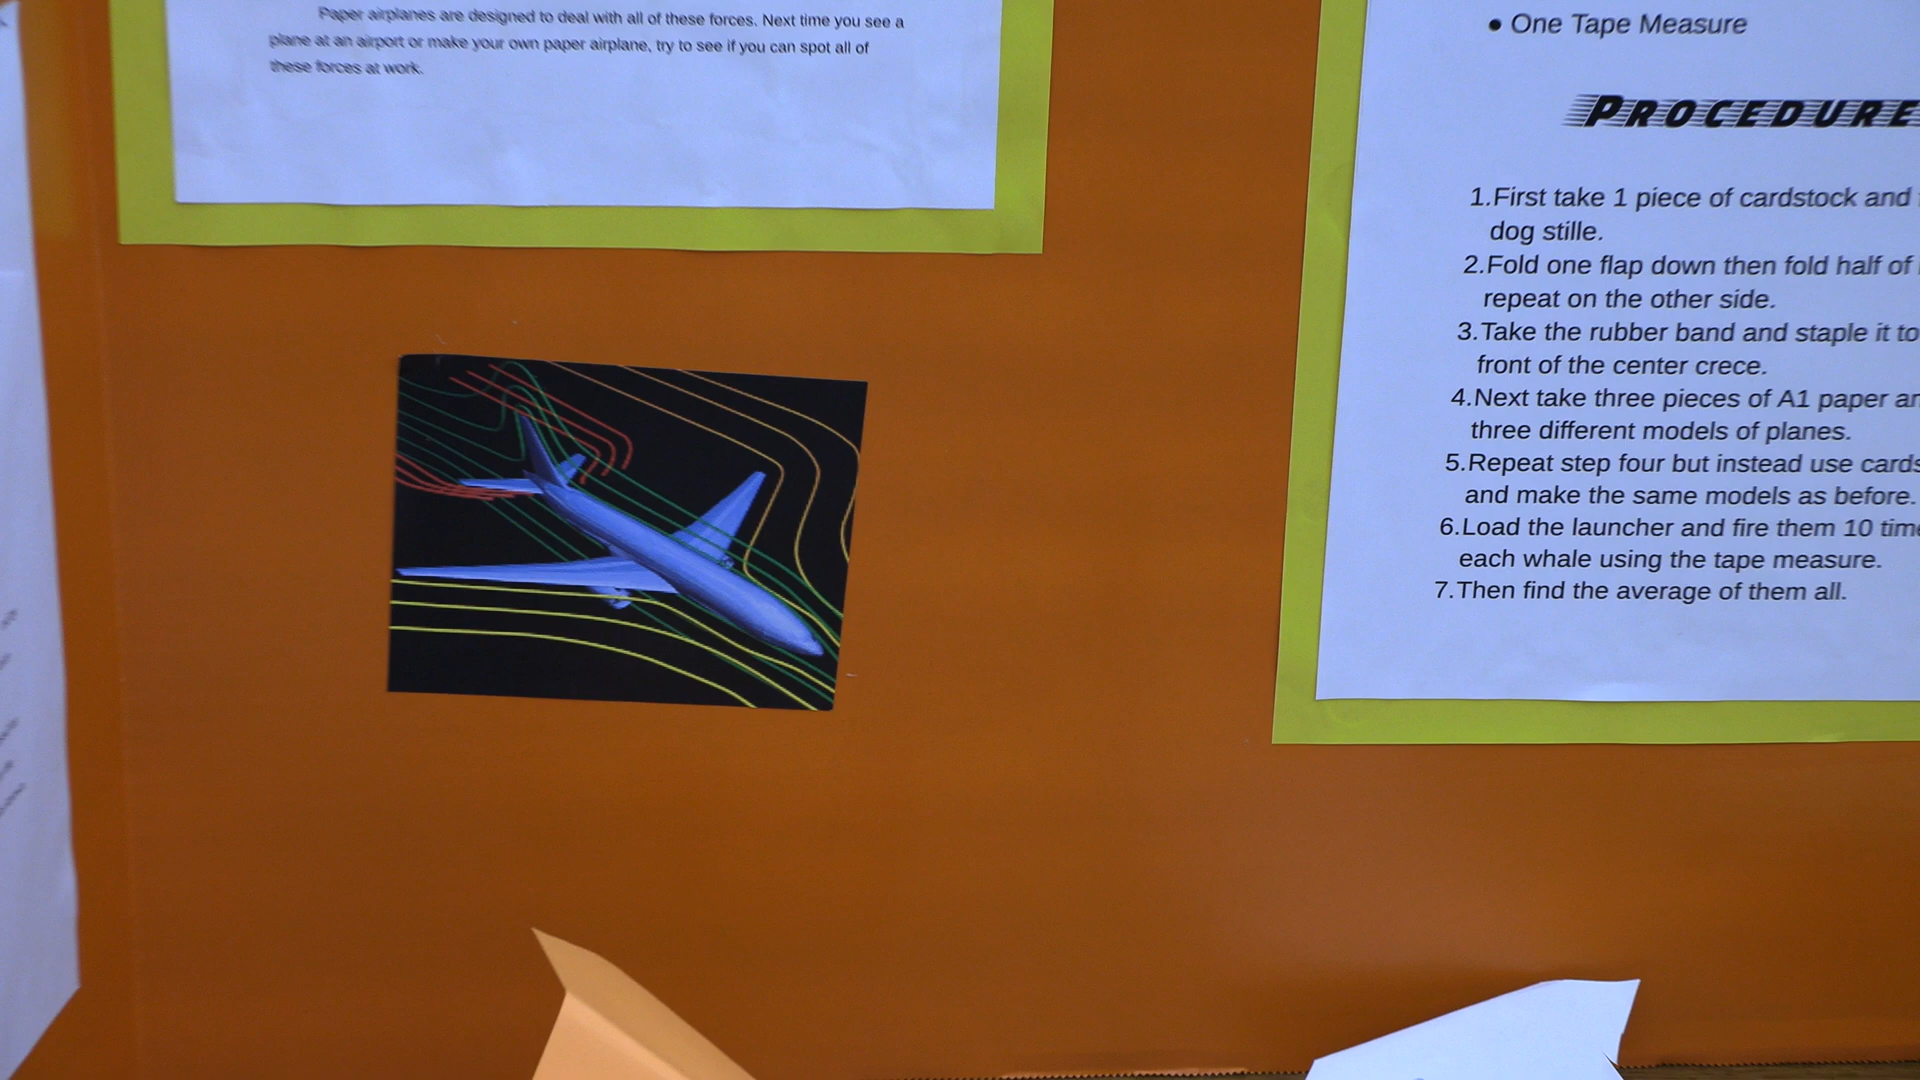 Paper airplanes are designed to deal with all of these forces. Next time you see a
plane at an airport or make your own paper airplane, try to see if you can spot all of
these forces at work.
• One Tape Measure
PROCEDURE
1.First take 1 piece of cardstock and
dog stille.
2.Fold one flap down then fold half of
repeat on the other side.
3.Take the rubber band and staple it to
front of the center crece.
4.Next take three pieces of A1 paper
three different models of planes.
5.Repeat step four but instead use
and make the same models as before.
6.Load the launcher and fire them 10
each whale using the tape measure.
7.Then find the average of them all.